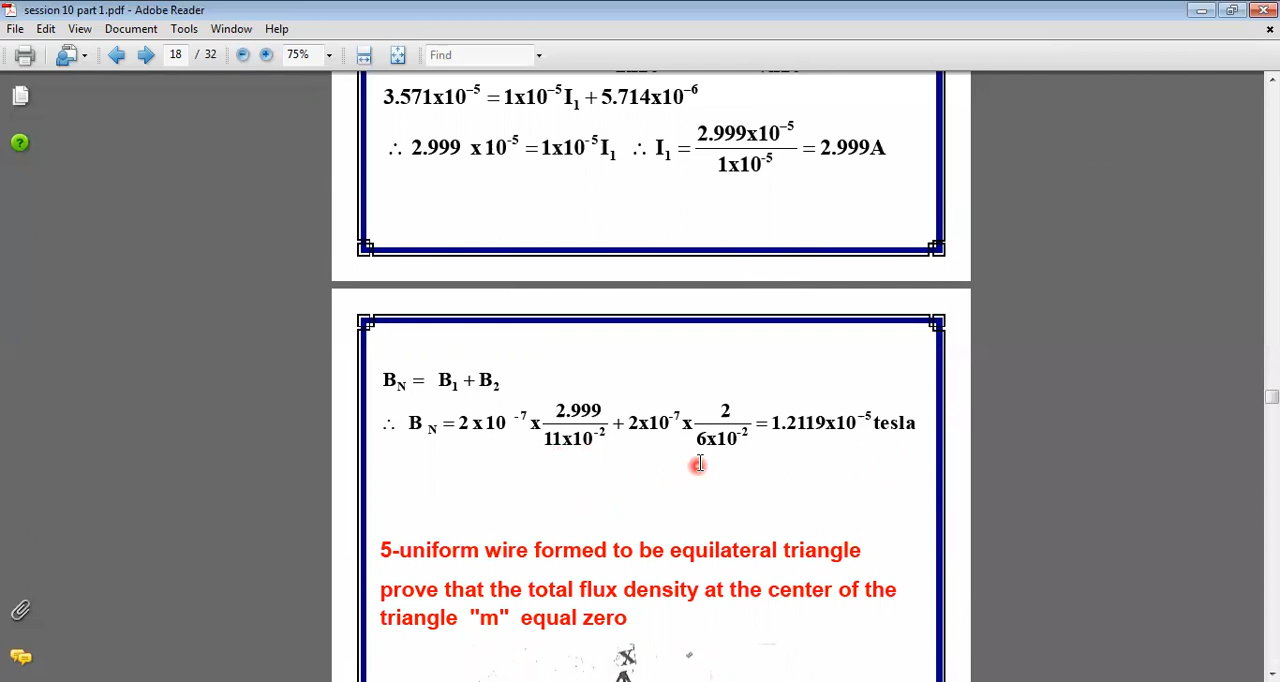 session 10 part 1.pdf - Adobe Reader
File Edit View Document Tools Window Help
18 / 32 75% Find
3.571x10⁻⁵ = 1x10⁻⁵ I₁ + 5.714x10⁻⁶
∴ 2.999 x 10⁻⁵ = 1x10⁻⁵ I₁ ∴ I₁ = 2.999x10⁻⁵ / 1x10⁻⁵ = 2.999A
B_N = B₁ + B₂
∴ B_N = 2 x 10⁻⁷ x 2.999 / 11x10⁻² + 2x10⁻⁷ x 2 / 6x10⁻² = 1.2119x10⁻⁵ tesla
5-uniform wire formed to be equilateral triangle
prove that the total flux density at the center of the
triangle "m" equal zero
X